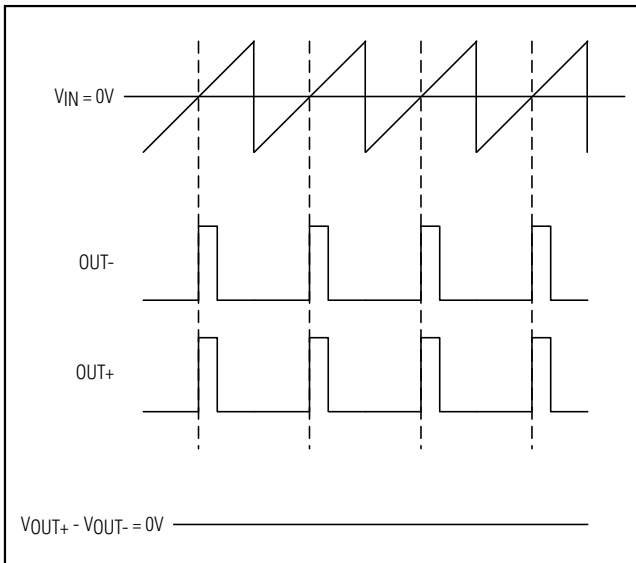 VIN = 0V
OUT-
OUT+
VOUT+ - VOUT- = 0V